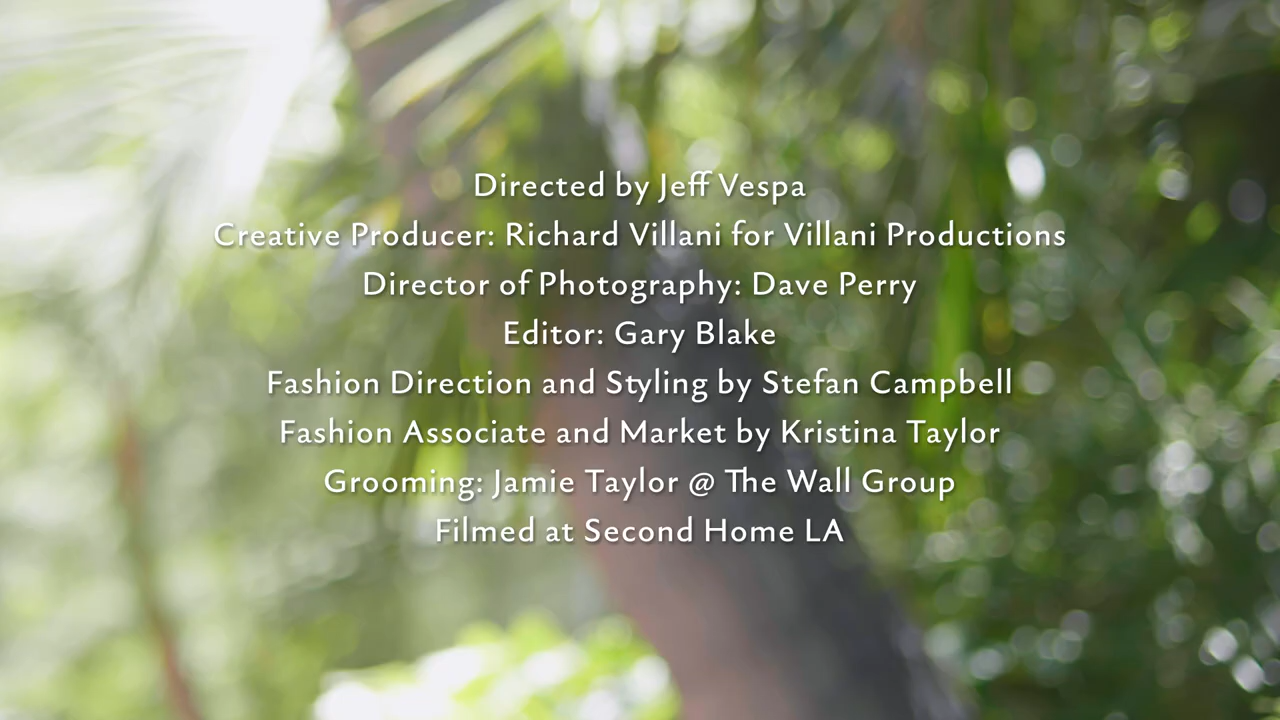 Directed by Jeff Vespa
Creative Producer: Richard Villani for Villani Productions
Director of Photography: Dave Perry
Editor: Gary Blake
Fashion Direction and Styling by Stefan Campbell
Fashion Associate and Market by Kristina Taylor
Grooming: Jamie Taylor @ The Wall Group
Filmed at Second Home LA